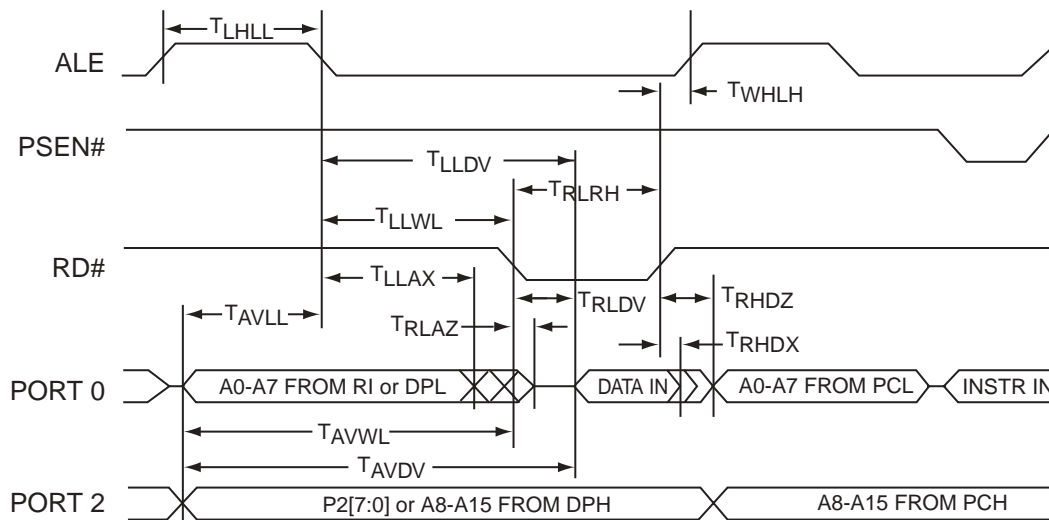 TLHLL
ALE
TWHLH
PSEN#
TLLDV
TRLRH
TLLWL
RD#
TLLAX
TRLDV
TRHDZ
TAVLL
TRLAZ
TRHDX
PORT 0
A0-A7 FROM RI or DPL
DATA IN
A0-A7 FROM PCL
INSTR IN
TAVWL
TAVDV
PORT 2
P2[7:0] or A8-A15 FROM DPH
A8-A15 FROM PCH